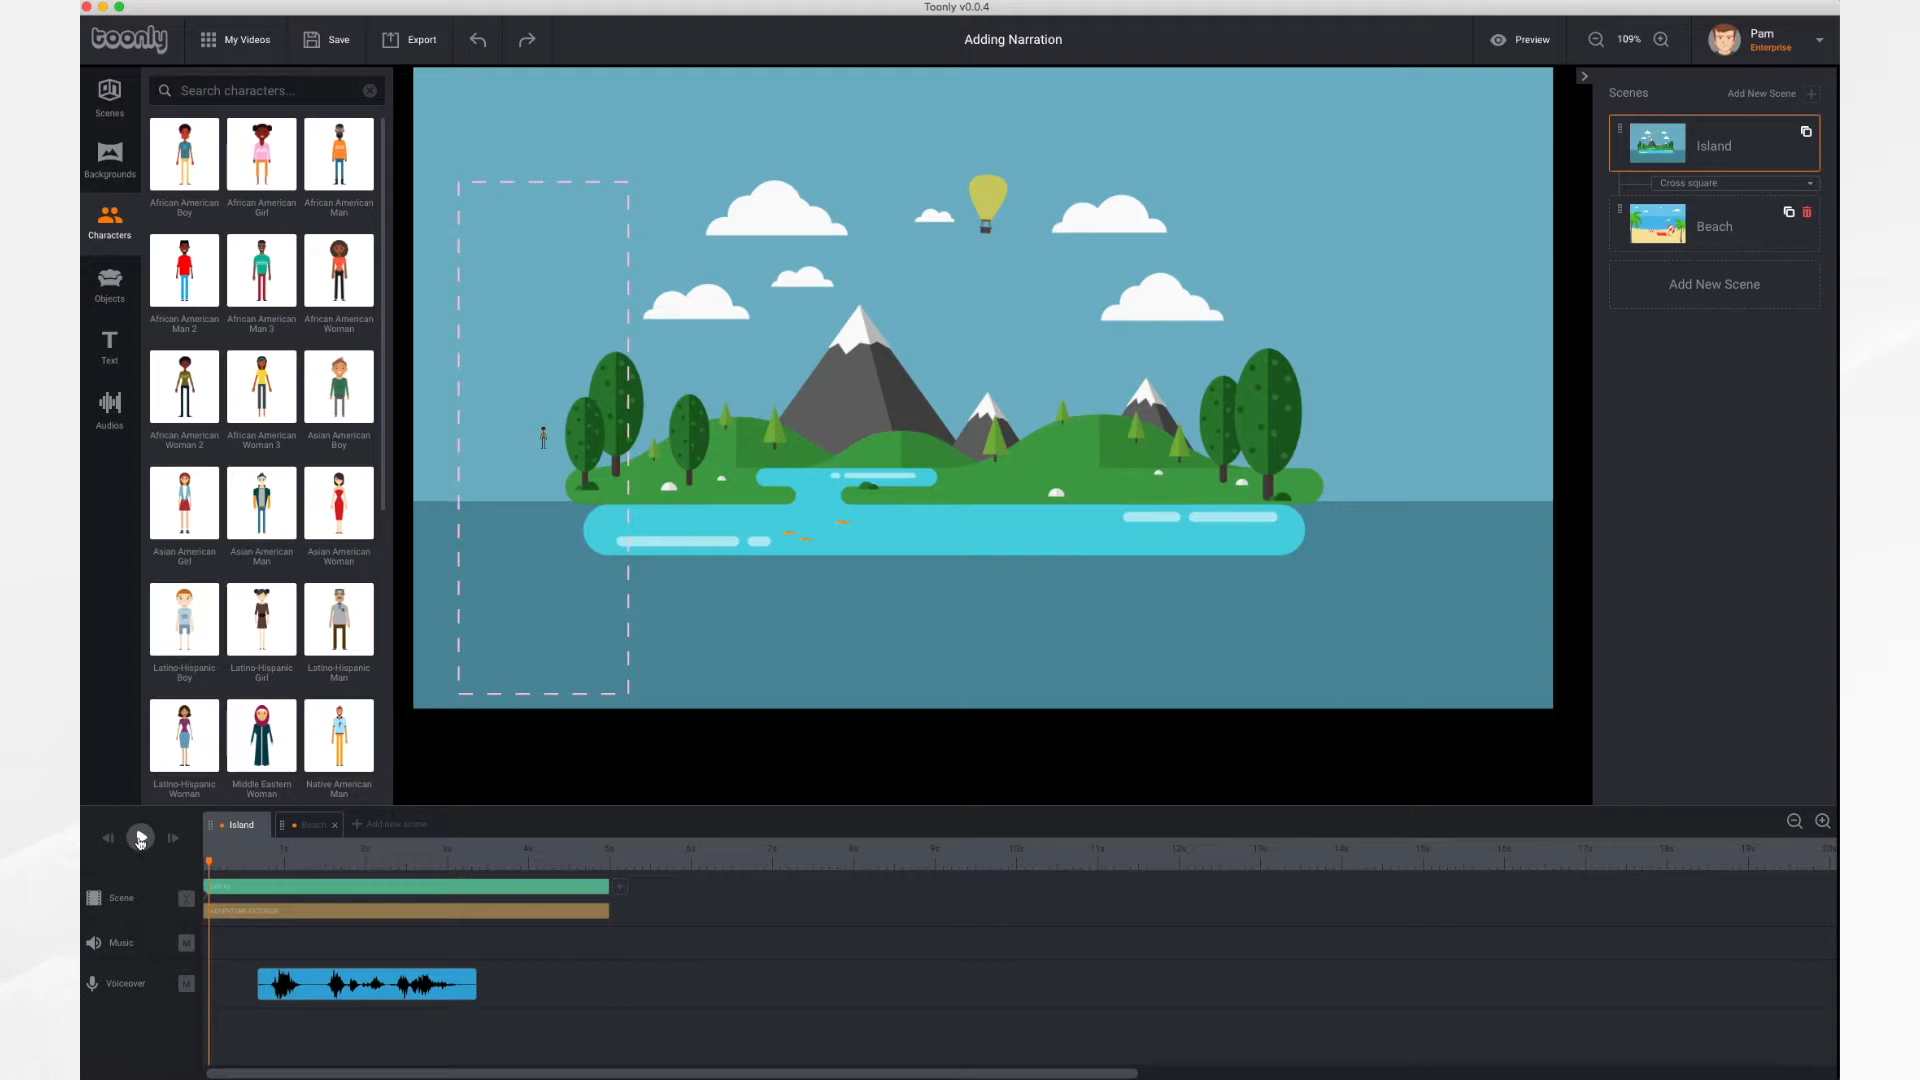 Toonly v0.0.4
toonly
My Videos
Save
Export
Adding Narration
Preview
109%
Pam
Enterprise
Scenes
Backgrounds
Characters
Objects
Text
Audios
Search characters...
African American Boy
African American Girl
African American Man
African American Man 2
African American Man 3
African American Woman
African American Woman 2
African American Woman 3
Asian American Boy
Asian American Girl
Asian American Man
Asian American Woman
Latino-Hispanic Boy
Latino-Hispanic Girl
Latino-Hispanic Man
Latino-Hispanic Woman
Middle Eastern Woman
Native American Man
Scenes
Add New Scene
Island
Cross square
Beach
Add New Scene
Island
Beach
Add new scene
1s 2s 3s 4s 5s 6s 7s 8s 9s 10s 11s 12s 13s 14s 15s 16s 17s 18s 19s 20s
Scene
ADVENTURE-EXTERIOR
Music
M
Voiceover
M